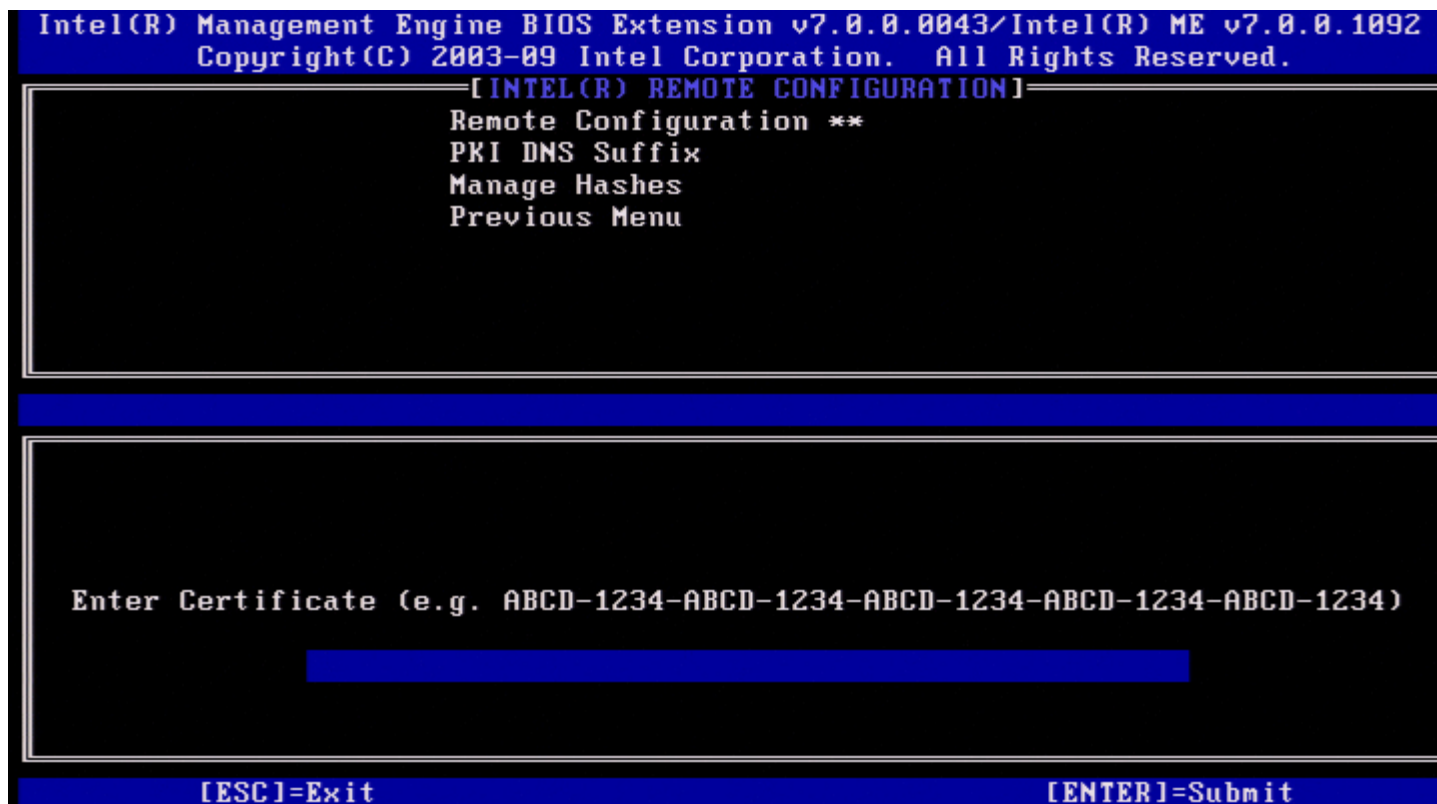 Intel(R) Management Engine BIOS Extension v7.0.0.0043/Intel(R) ME v7.0.0.1092
Copyright(C) 2003-09 Intel Corporation. All Rights Reserved.
[INTEL(R) REMOTE CONFIGURATION]
Remote Configuration **
PKI DNS Suffix
Manage Hashes
Previous Menu
Enter Certificate (e.g. ABCD-1234-ABCD-1234-ABCD-1234-ABCD-1234-ABCD-1234)
[ESC]=Exit [ENTER]=Submit